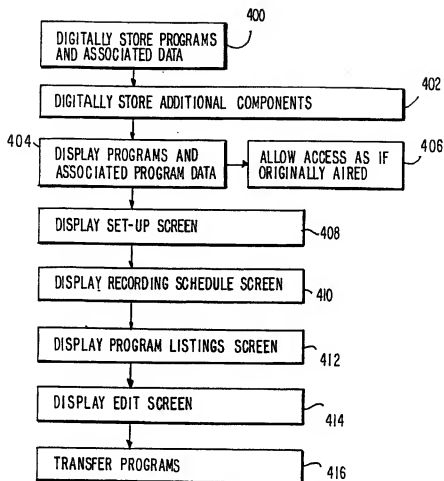 400
DIGITALLY STORE PROGRAMS
AND ASSOCIATED DATA
402
DIGITALLY STORE ADDITIONAL COMPONENTS
404
DISPLAY PROGRAMS AND
ASSOCIATED PROGRAM DATA
ALLOW ACCESS AS IF
ORIGINALLY AIRED
406
DISPLAY SET-UP SCREEN
408
DISPLAY RECORDING SCHEDULE SCREEN
410
DISPLAY PROGRAM LISTINGS SCREEN
412
DISPLAY EDIT SCREEN
414
TRANSFER PROGRAMS
416